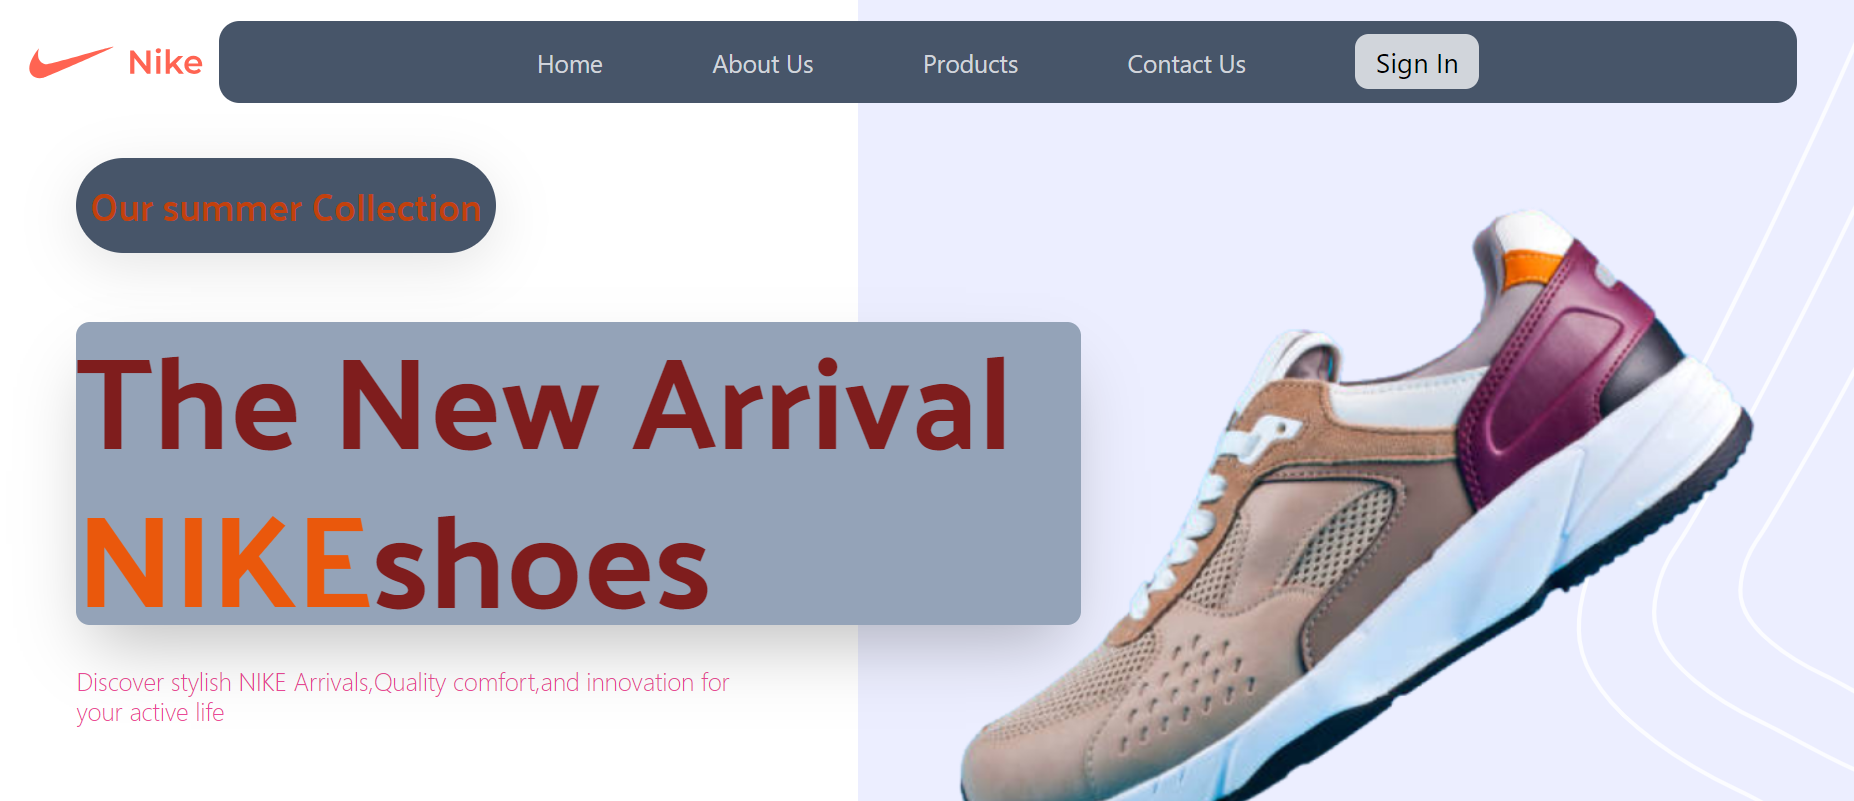 Nike
Home About Us Products Contact Us Sign In
Our summer Collection
The New Arrival
NIKEshoes
Discover stylish NIKE Arrivals,Quality comfort,and innovation for
your active life